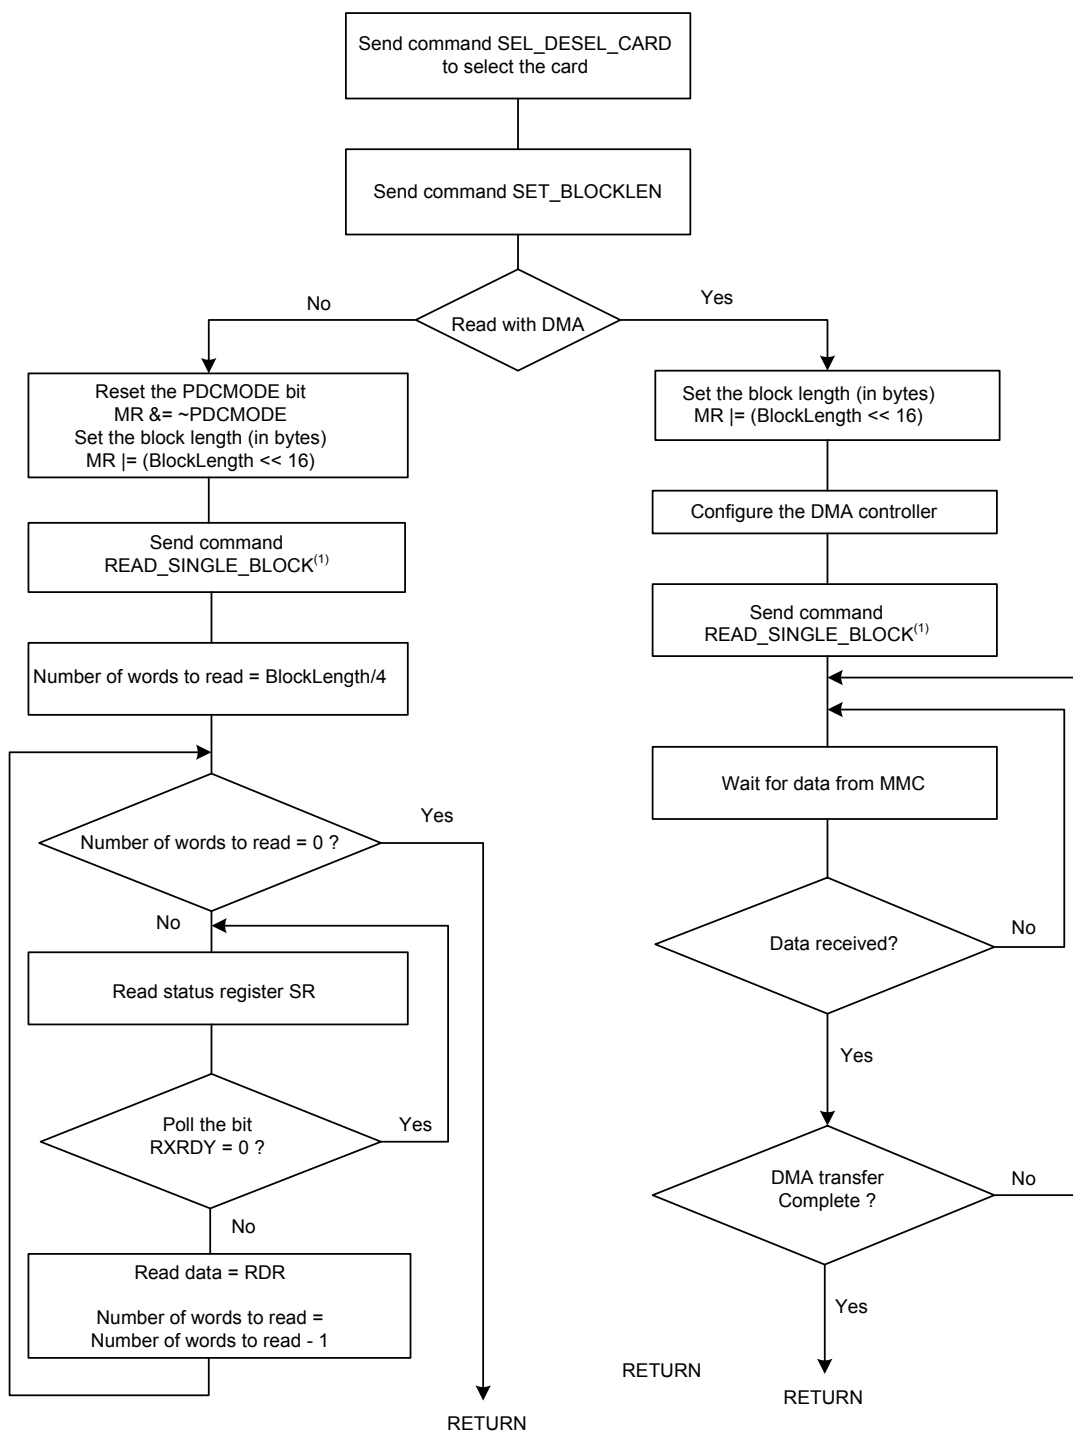 Send command SEL_DESEL_CARD
to select the card
Send command SET_BLOCKLEN
No
Yes
Read with DMA
Reset the PDCMODE bit
MR &= ~PDCMODE
Set the block length (in bytes)
MR |= (BlockLength << 16)
Send command
READ_SINGLE_BLOCK(1)
Number of words to read = BlockLength/4
Number of words to read = 0 ?
Yes
No
Read status register SR
Poll the bit
RXRDY = 0 ?
Yes
No
Read data = RDR
Number of words to read =
Number of words to read - 1
RETURN
Set the block length (in bytes)
MR |= (BlockLength << 16)
Configure the DMA controller
Send command
READ_SINGLE_BLOCK(1)
Wait for data from MMC
Data received?
No
Yes
DMA transfer
Complete ?
No
Yes
RETURN
RETURN